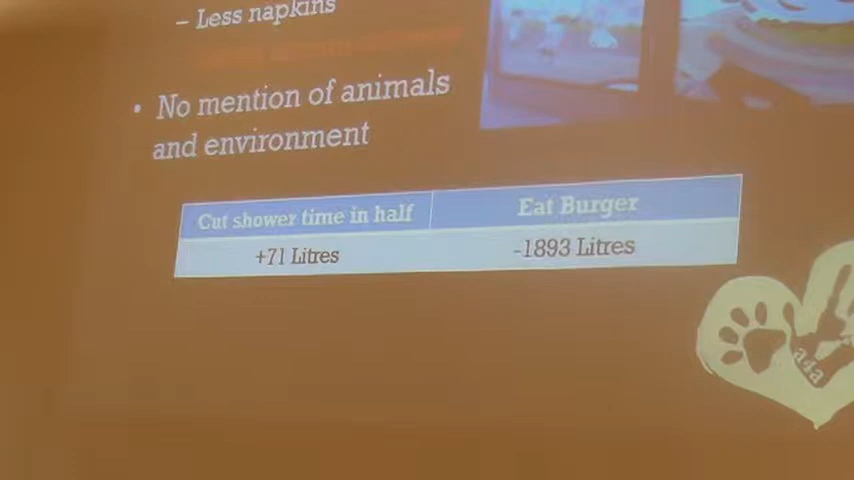 – Less napkins
• No mention of animals
and environment
Cut shower time in half
Eat Burger
+71 Litres
-1893 Litres
a4a